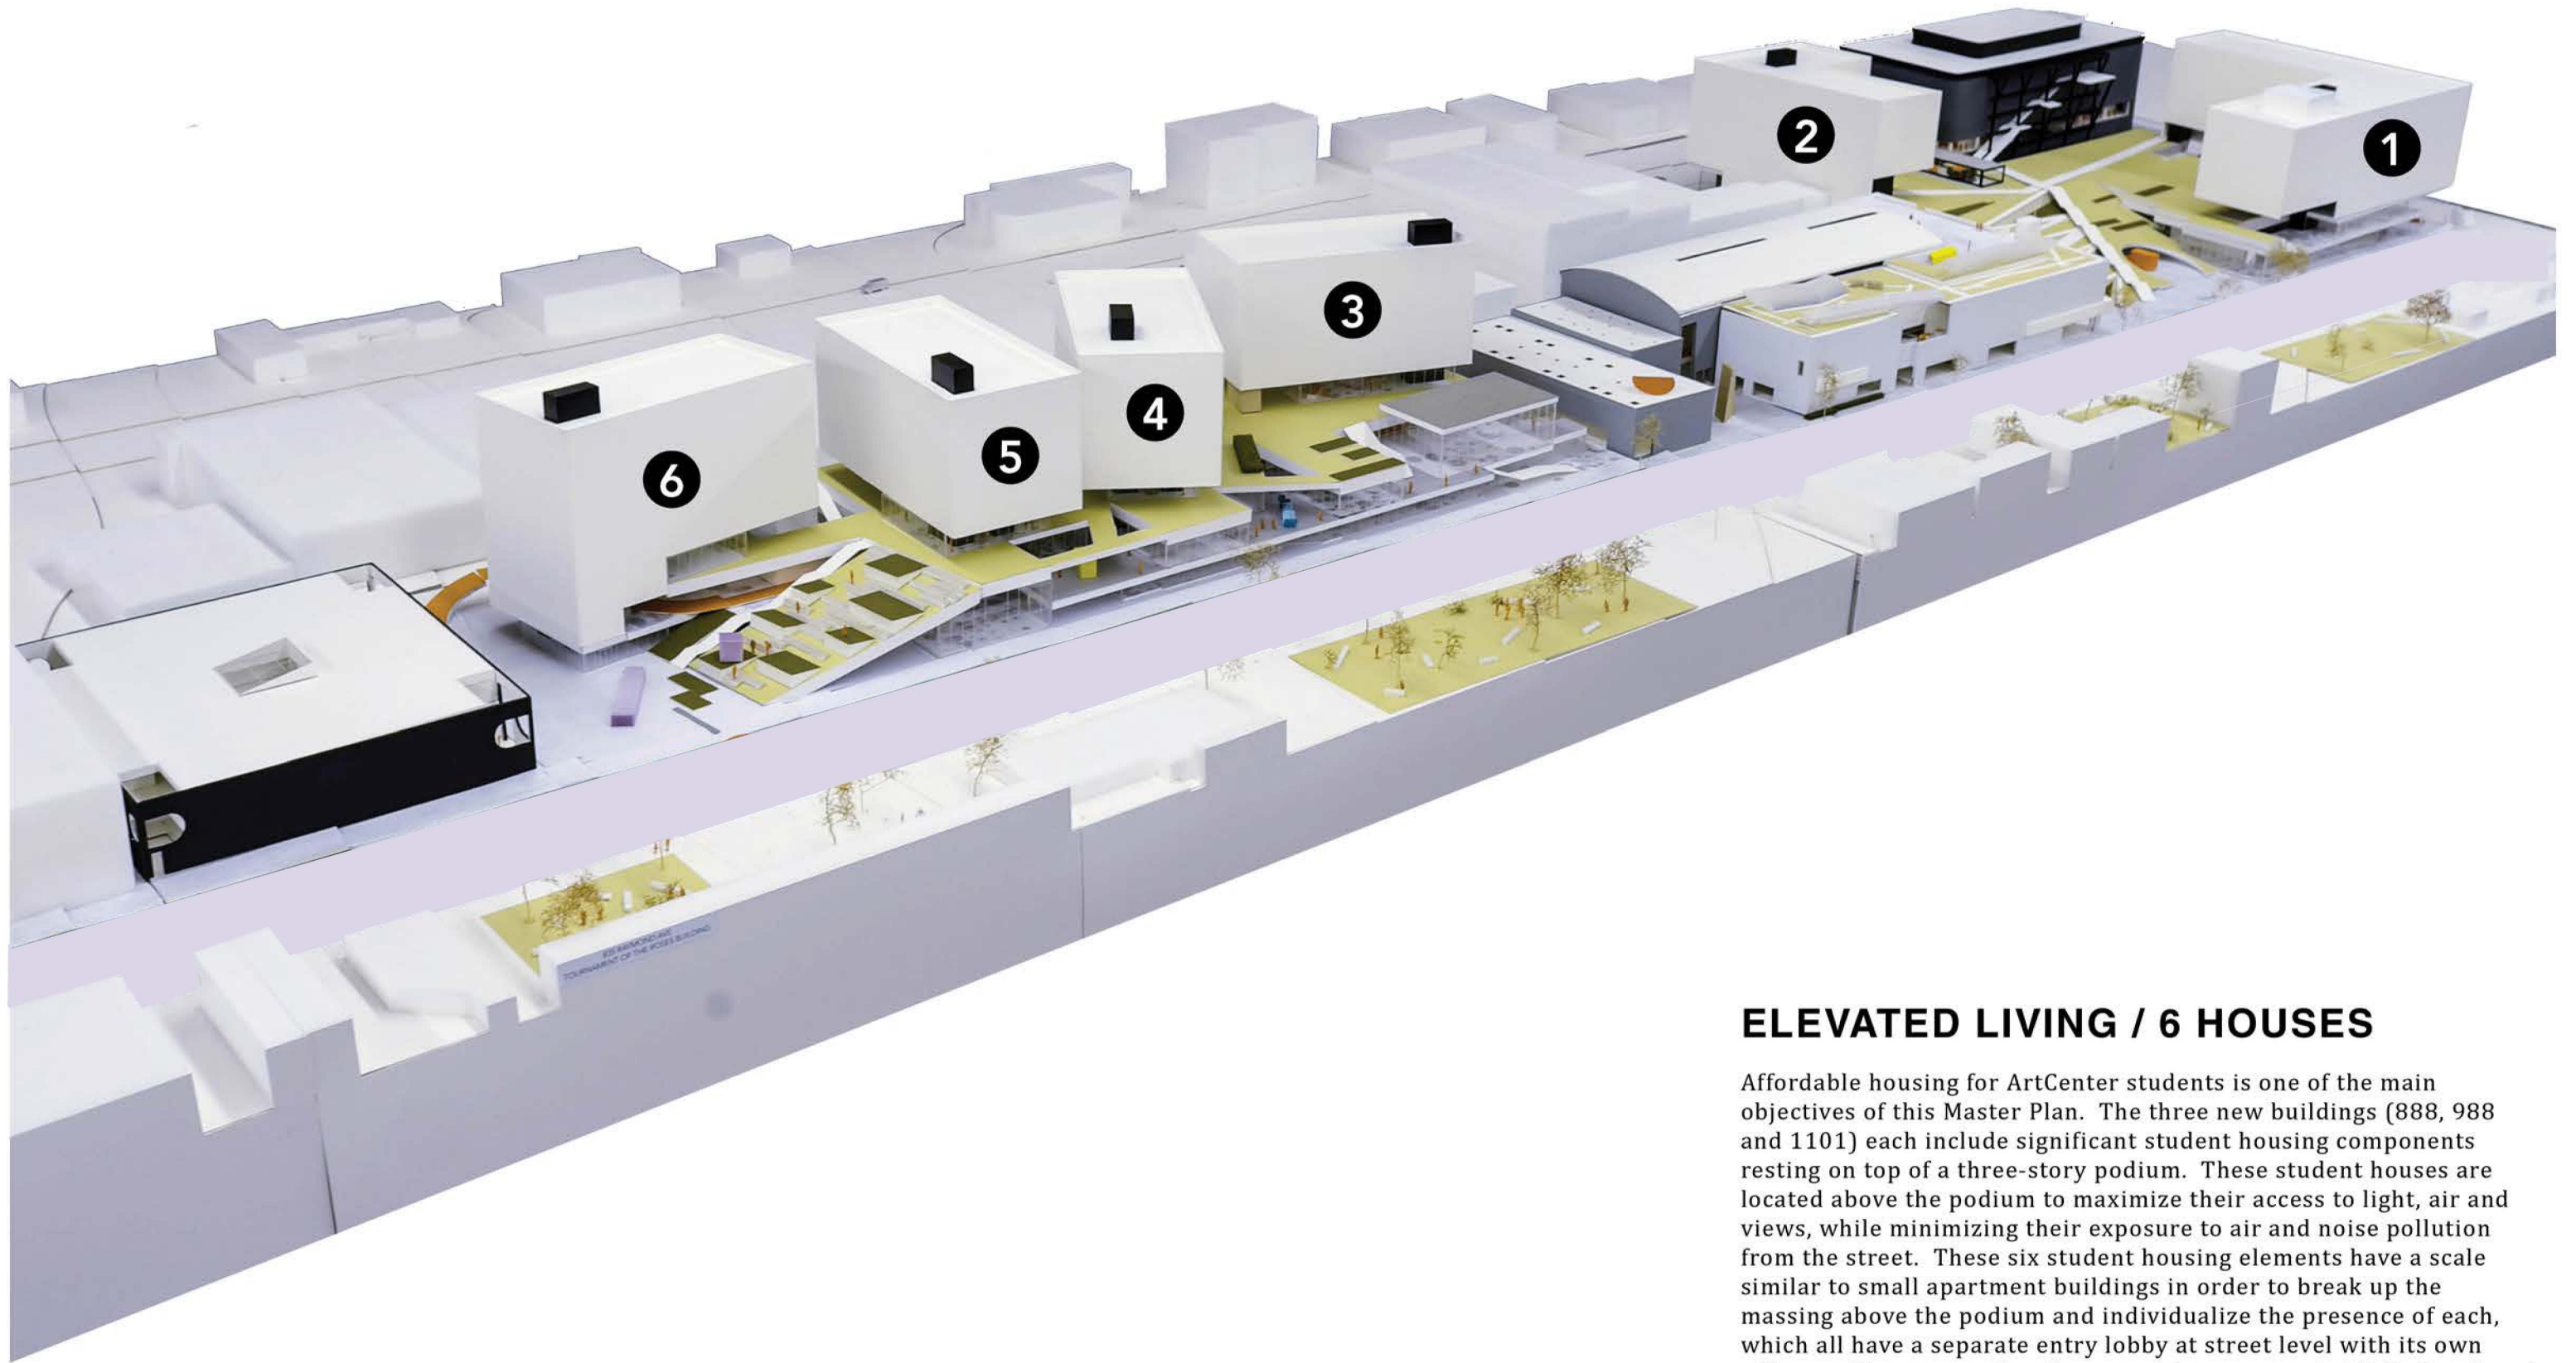 2
1
3
4
5
6
TOURNAMENT OF THE ROSES BUILDING
ELEVATED LIVING / 6 HOUSES
Affordable housing for ArtCenter students is one of the main
objectives of this Master Plan. The three new buildings (888, 988
and 1101) each include significant student housing components
resting on top of a three-story podium. These student houses are
located above the podium to maximize their access to light, air and
views, while minimizing their exposure to air and noise pollution
from the street. These six student housing elements have a scale
similar to small apartment buildings in order to break up the
massing above the podium and individualize the presence of each,
which all have a separate entry lobby at street level with its own